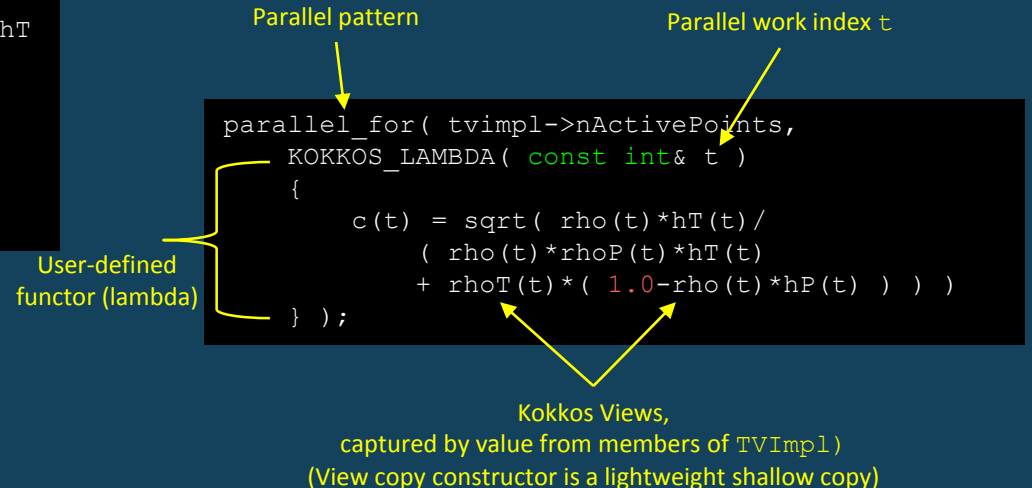 hT
Parallel pattern
Parallel work index t
parallel_for( tvimpl->nActivePoints,
KOKKOS_LAMBDA( const int& t )
{
c(t) = sqrt( rho(t)*hT(t)/
( rho(t)*rhoP(t)*hT(t)
+ rhoT(t)*( 1.0-rho(t)*hP(t) ) ) )
} );
User-defined
functor (lambda)
Kokkos Views,
captured by value from members of TVImpl)
(View copy constructor is a lightweight shallow copy)